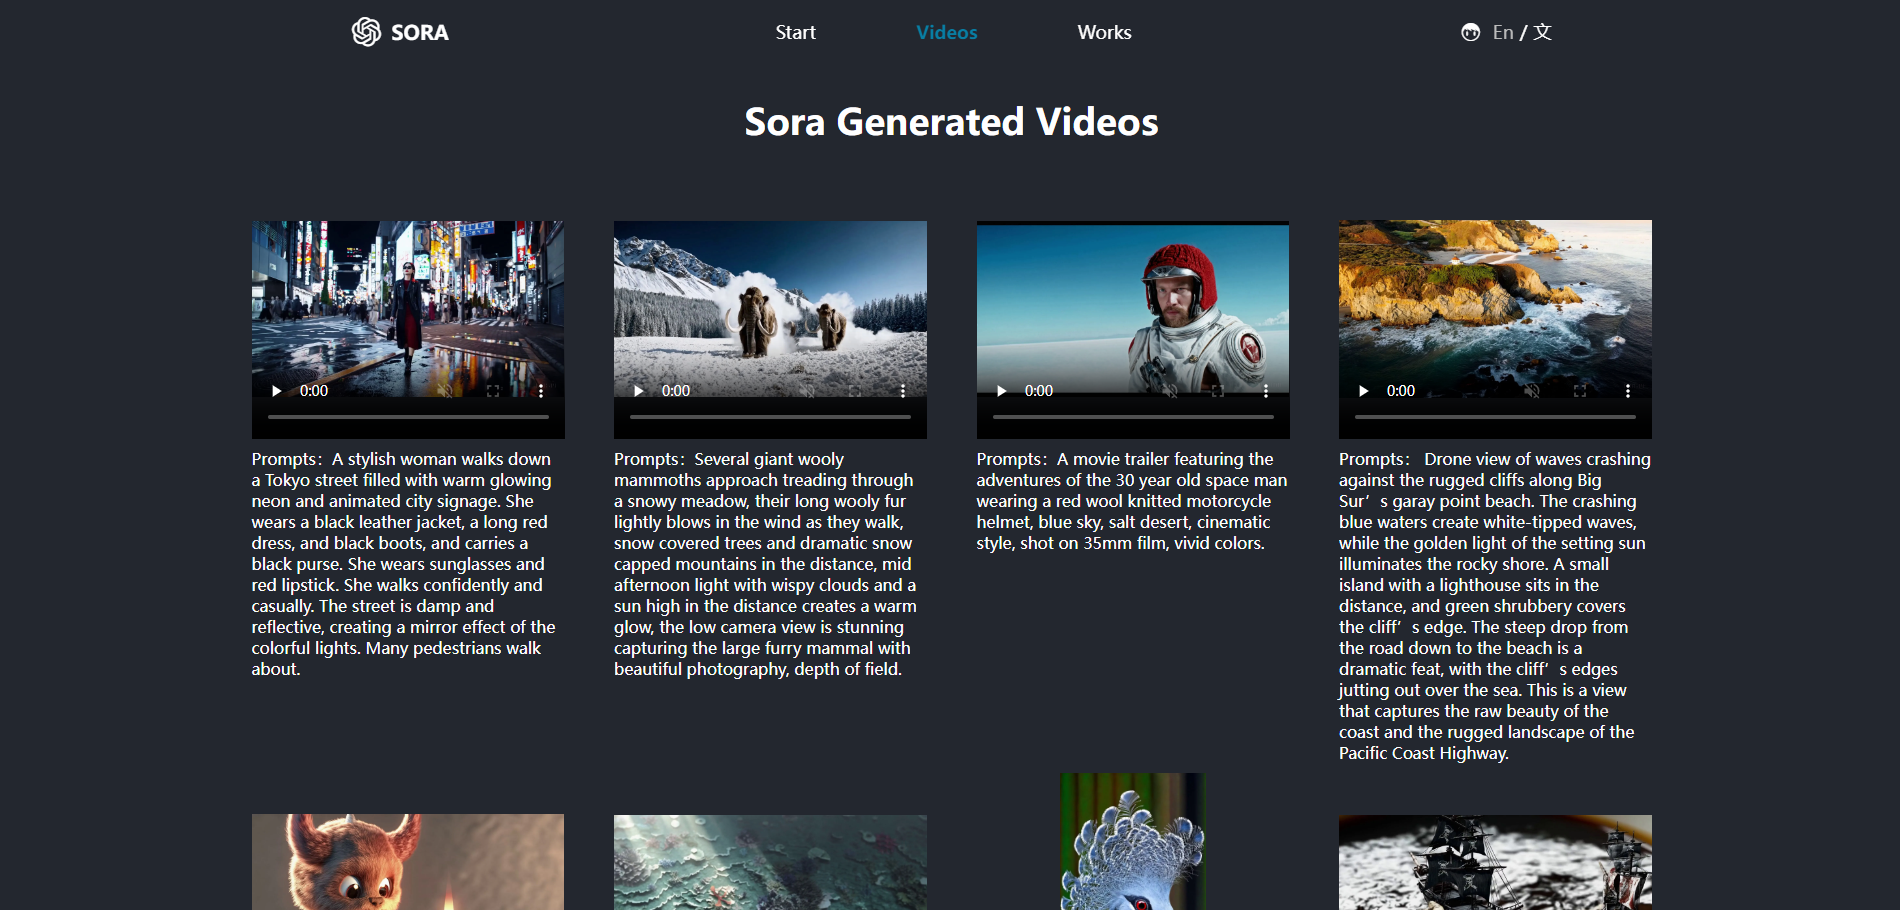 SORA
Start
Videos
Works
En / 文
Sora Generated Videos
0:00
0:00
0:00
0:00
Prompts：A stylish woman walks down
a Tokyo street filled with warm glowing
neon and animated city signage. She
wears a black leather jacket, a long red
dress, and black boots, and carries a
black purse. She wears sunglasses and
red lipstick. She walks confidently and
casually. The street is damp and
reflective, creating a mirror effect of the
colorful lights. Many pedestrians walk
about.
Prompts：Several giant wooly
mammoths approach treading through
a snowy meadow, their long wooly fur
lightly blows in the wind as they walk,
snow covered trees and dramatic snow
capped mountains in the distance, mid
afternoon light with wispy clouds and a
sun high in the distance creates a warm
glow, the low camera view is stunning
capturing the large furry mammal with
beautiful photography, depth of field.
Prompts：A movie trailer featuring the
adventures of the 30 year old space man
wearing a red wool knitted motorcycle
helmet, blue sky, salt desert, cinematic
style, shot on 35mm film, vivid colors.
Prompts： Drone view of waves crashing
against the rugged cliffs along Big
Sur’s garay point beach. The crashing
blue waters create white-tipped waves,
while the golden light of the setting sun
illuminates the rocky shore. A small
island with a lighthouse sits in the
distance, and green shrubbery covers
the cliff’s edge. The steep drop from
the road down to the beach is a
dramatic feat, with the cliff’s edges
jutting out over the sea. This is a view
that captures the raw beauty of the
coast and the rugged landscape of the
Pacific Coast Highway.